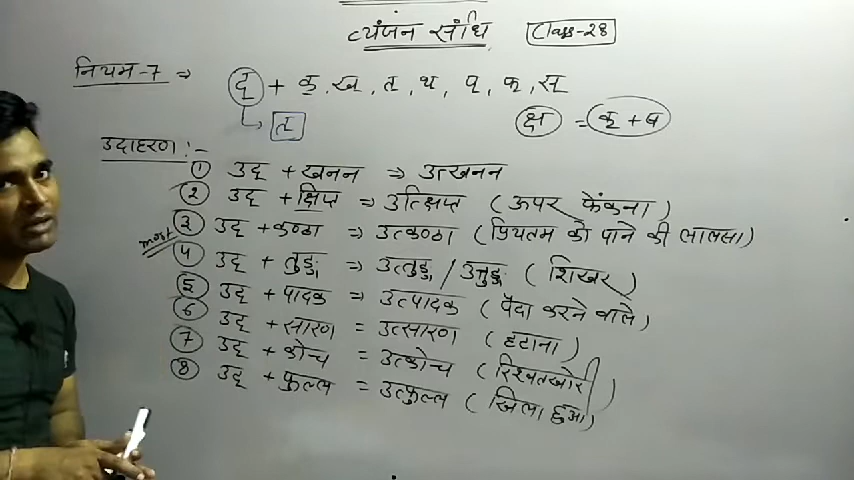 व्यंजन संधि Class-28
नियम-7 ⇒ द् + क्, ख, त, थ, प, फ, स्
त्
क्ष = क् + ष
उदाहरण :-
① उद् + खनन ⇒ उत्खनन
② उद् + क्षिप्त ⇒ उत्क्षिप्त (ऊपर फेंकना)
③ उद् + कण्ठा ⇒ उत्कण्ठा (प्रियतम को पाने की लालसा)
most ④ उद् + तुङ्ग ⇒ उत्तुङ्ग / उत्तुङ्ग (शिखर)
⑤ उद् + पादक ⇒ उत्पादक (पैदा करने वाले)
⑥ उद् + सारण = उत्सारण (हटाना)
⑦ उद् + कोच = उत्कोच (रिश्वतखोरी)
⑧ उद् + फुल्ल = उत्फुल्ल (खिला हुआ)